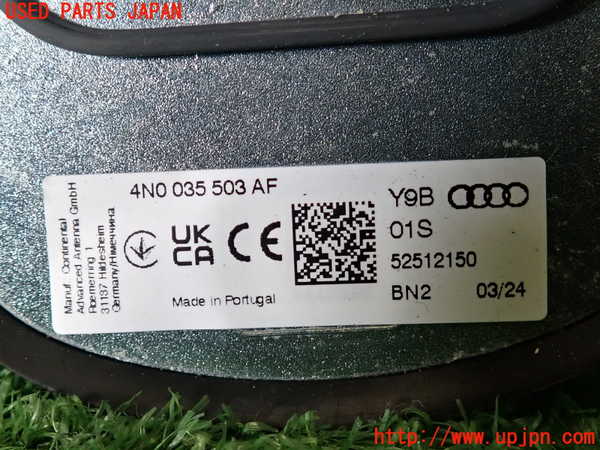 USED PARTS JAPAN
Manuf. Continental
Advanced Antenna GmbH
Roemerring 1
31137 Hildesheim
Germany/Німеччина
4N0 035 503 AF
UK
CA
CE
Made in Portugal
Y9B
01S
52512150
BN2 03/24
http://www.upjpn.com